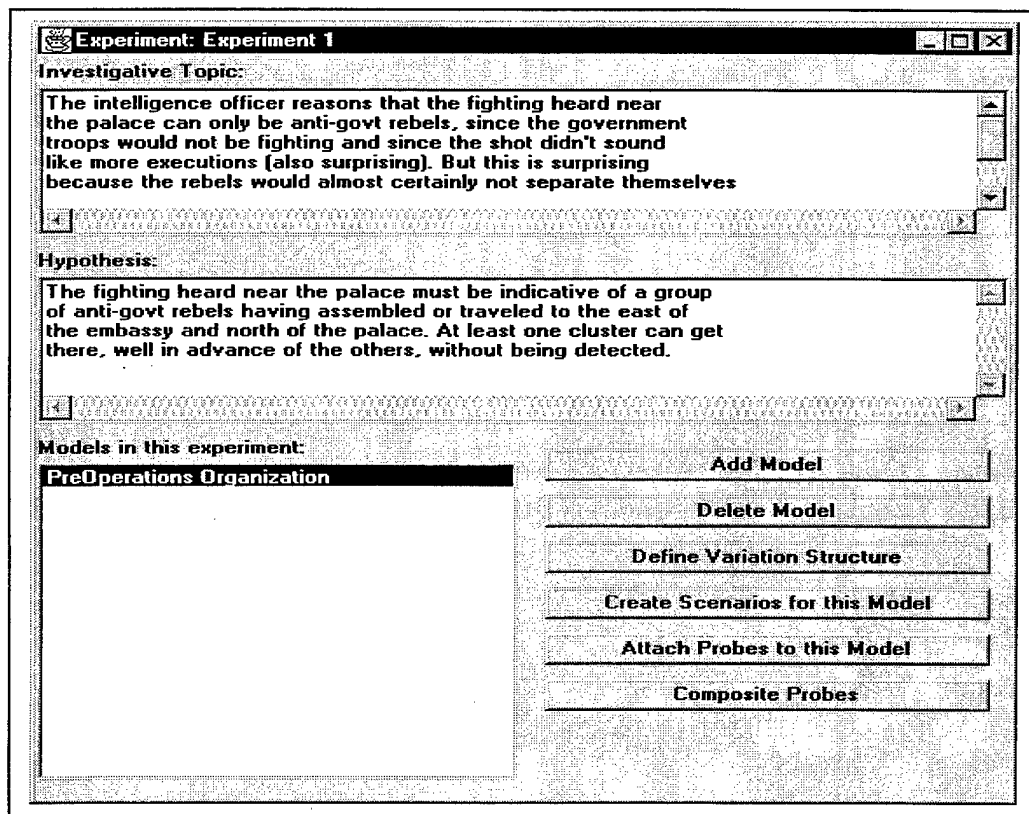 Experiment: Experiment 1
Investigative Topic:
The intelligence officer reasons that the fighting heard near
the palace can only be anti-govt rebels, since the government
troops would not be fighting and since the shot didn't sound
like more executions (also surprising). But this is surprising
because the rebels would almost certainly not separate themselves
Hypothesis:
The fighting heard near the palace must be indicative of a group
of anti-govt rebels having assembled or traveled to the east of
the embassy and north of the palace. At least one cluster can get
there, well in advance of the others, without being detected.
Models in this experiment:
PreOperations Organization
Add Model
Delete Model
Define Variation Structure
Create Scenarios for this Model
Attach Probes to this Model
Composite Probes